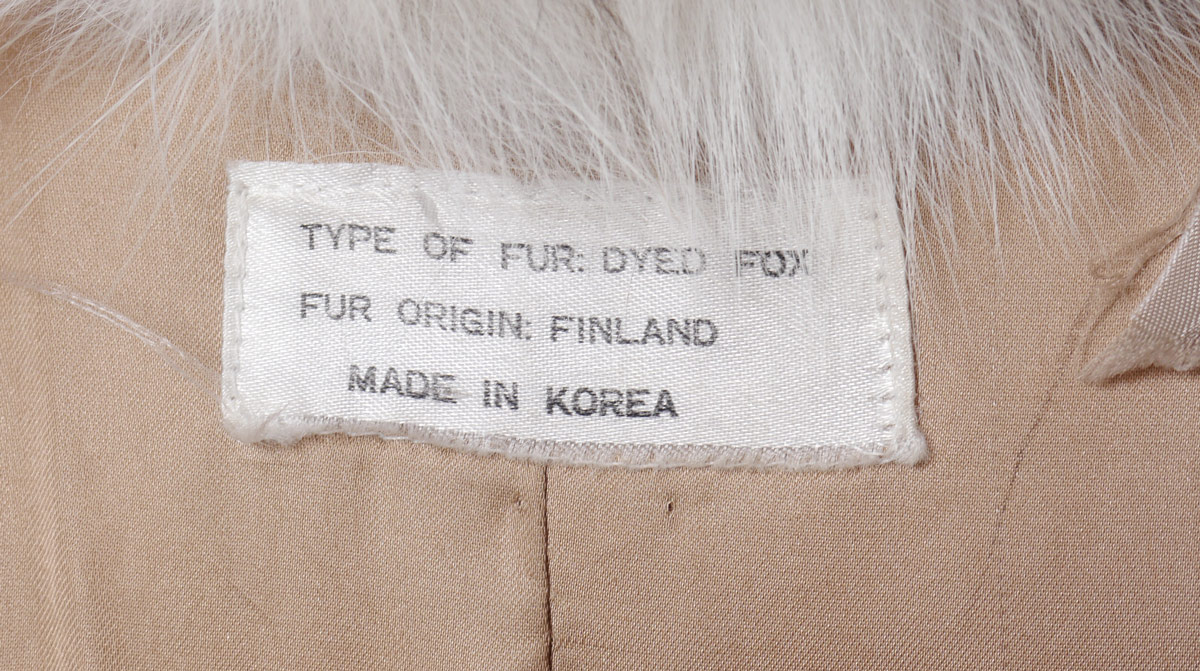 TYPE OF FUR: DYED FOX
FUR ORIGIN: FINLAND
MADE IN KOREA